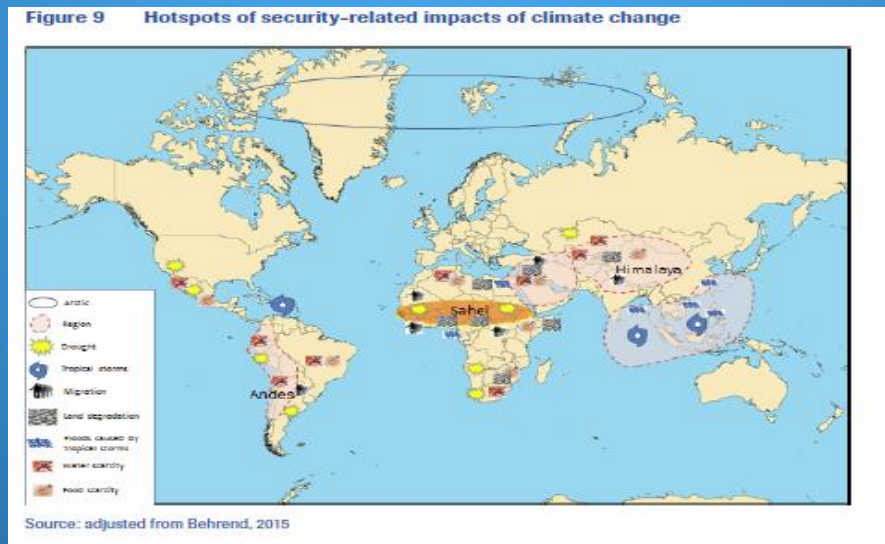 Figure 9 Hotspots of security-related impacts of climate change
Himalaya
Sahel
Andes
Arctic
Region
Drought
Tropical storms
Migration
Land degradation
Floods caused by
tropical storms
Water scarcity
Food scarcity
Source: adjusted from Behrend, 2015